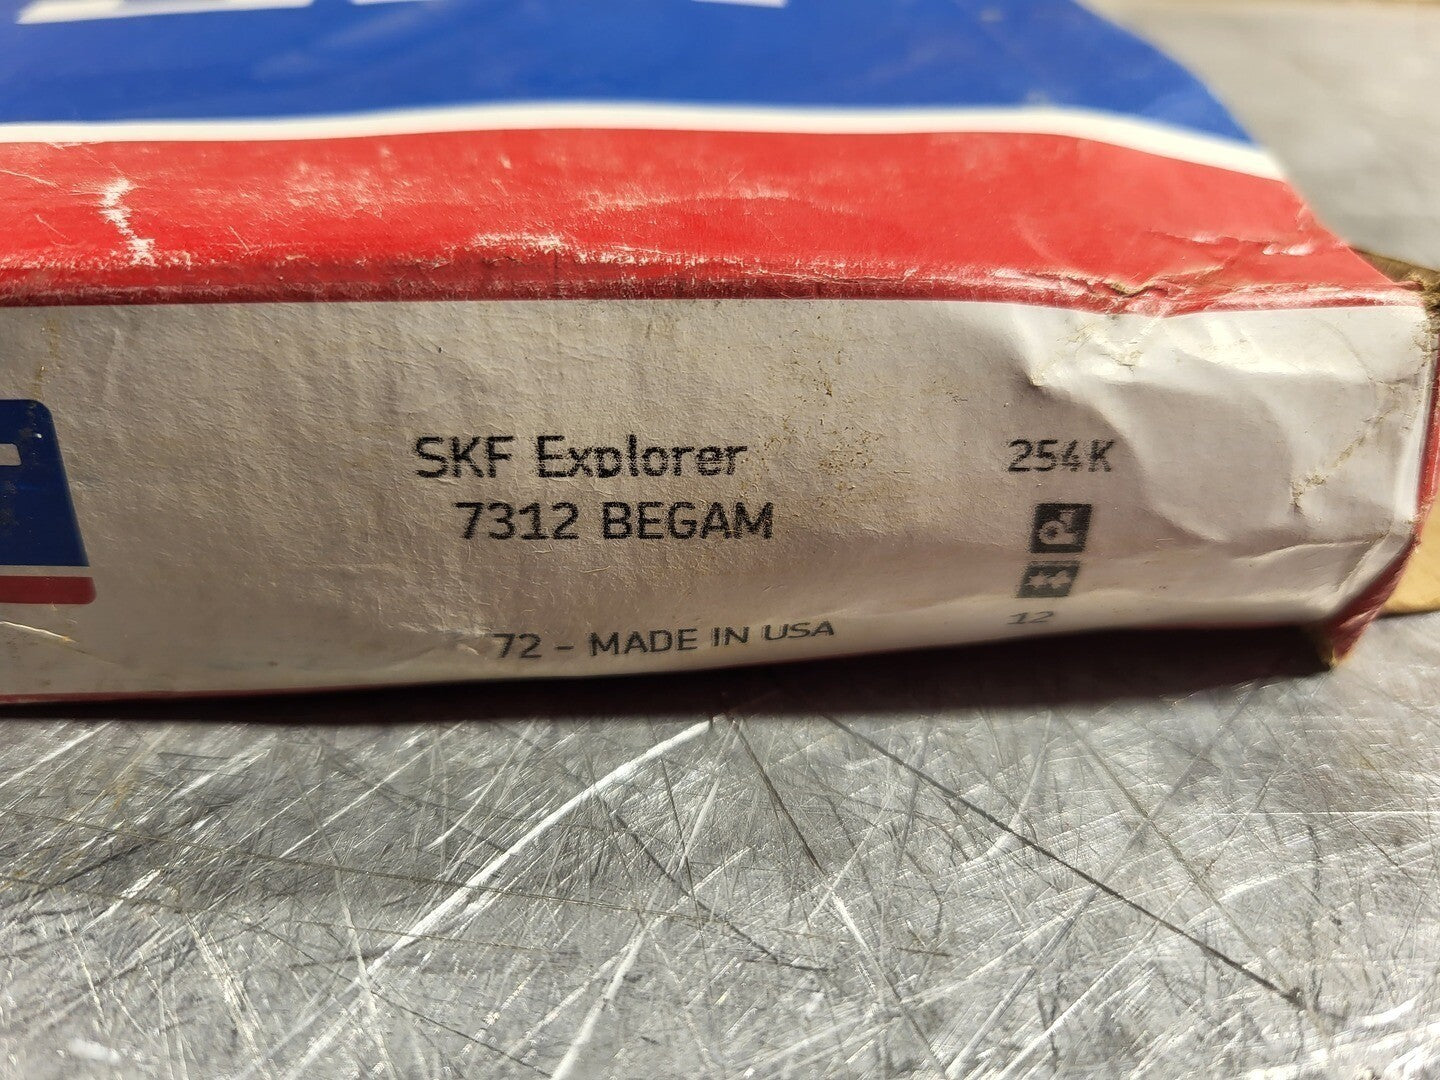 SKF Explorer
7312 BEGAM
72 - MADE IN USA
254K
12